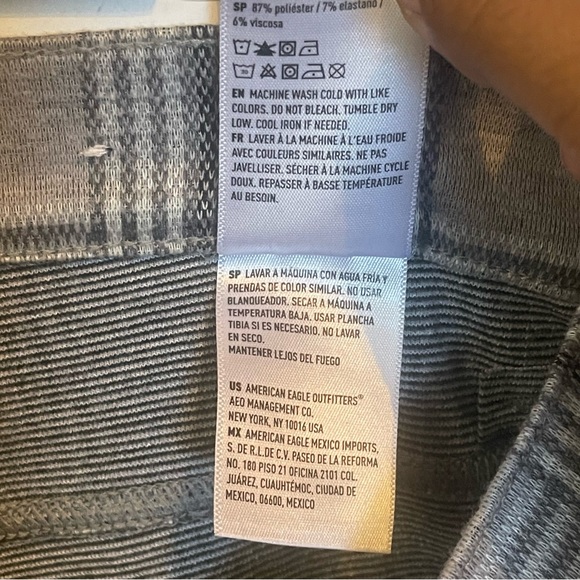 SP 87% poliéster / 7% elastano /
6% viscosa
EN MACHINE WASH COLD WITH LIKE
COLORS. DO NOT BLEACH. TUMBLE DRY
LOW. COOL IRON IF NEEDED.
FR LAVER À LA MACHINE À L'EAU FROIDE
AVEC COULEURS SIMILAIRES. NE PAS
JAVELLISER. SÉCHER À LA MACHINE CYCLE
DOUX. REPASSER À BASSE TEMPÉRATURE
AU BESOIN.
SP LAVAR A MÁQUINA CON AGUA FRÍA Y
PRENDAS DE COLOR SIMILAR. NO USAR
BLANQUEADOR. SECAR A MÁQUINA A
TEMPERATURA BAJA. USAR PLANCHA
TIBIA SI ES NECESARIO. NO LAVAR
EN SECO.
MANTENER LEJOS DEL FUEGO
US AMERICAN EAGLE OUTFITTERS®
AEO MANAGEMENT CO.
NEW YORK, NY 10016 USA
MX AMERICAN EAGLE MEXICO IMPORTS,
S. DE R.L.DE C.V. PASEO DE LA REFORMA
NO. 180 PISO 21 OFICINA 2101 COL.
JUÁREZ, CUAUHTÉMOC, CIUDAD DE
MEXICO, 06600, MEXICO